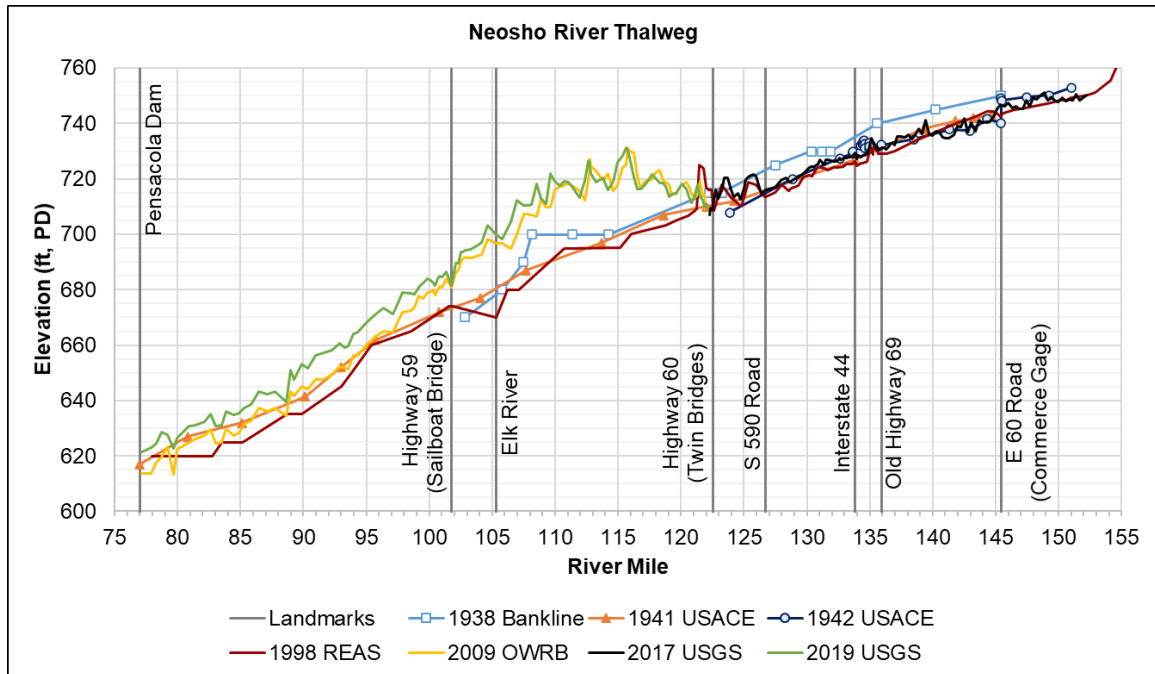 Neosho River Thalweg
Elevation (ft, PD)
760
740
720
700
680
660
640
620
600
Pensacola Dam
Highway 59
(Sailboat Bridge)
Elk River
Highway 60
(Twin Bridges)
S 590 Road
Interstate 44
Old Highway 69
E 60 Road
(Commerce Gage)
75 80 85 90 95 100 105 110 115 120 125 130 135 140 145 150 155
River Mile
Landmarks 1938 Bankline 1941 USACE 1942 USACE
1998 REAS 2009 OWRB 2017 USGS 2019 USGS